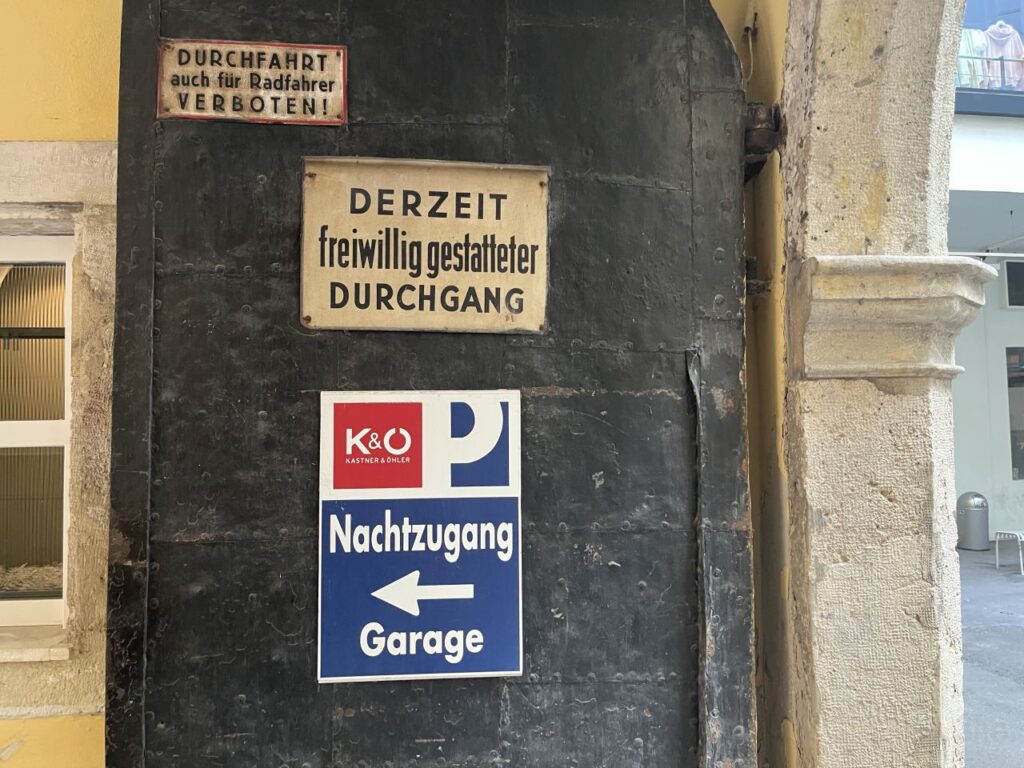 DURCHFAHRT
auch für Radfahrer
VERBOTEN!
DERZEIT
freiwillig gestatteter
DURCHGANG
K&Ö
KASTNER & ÖHLER
P
Nachtzugang
Garage